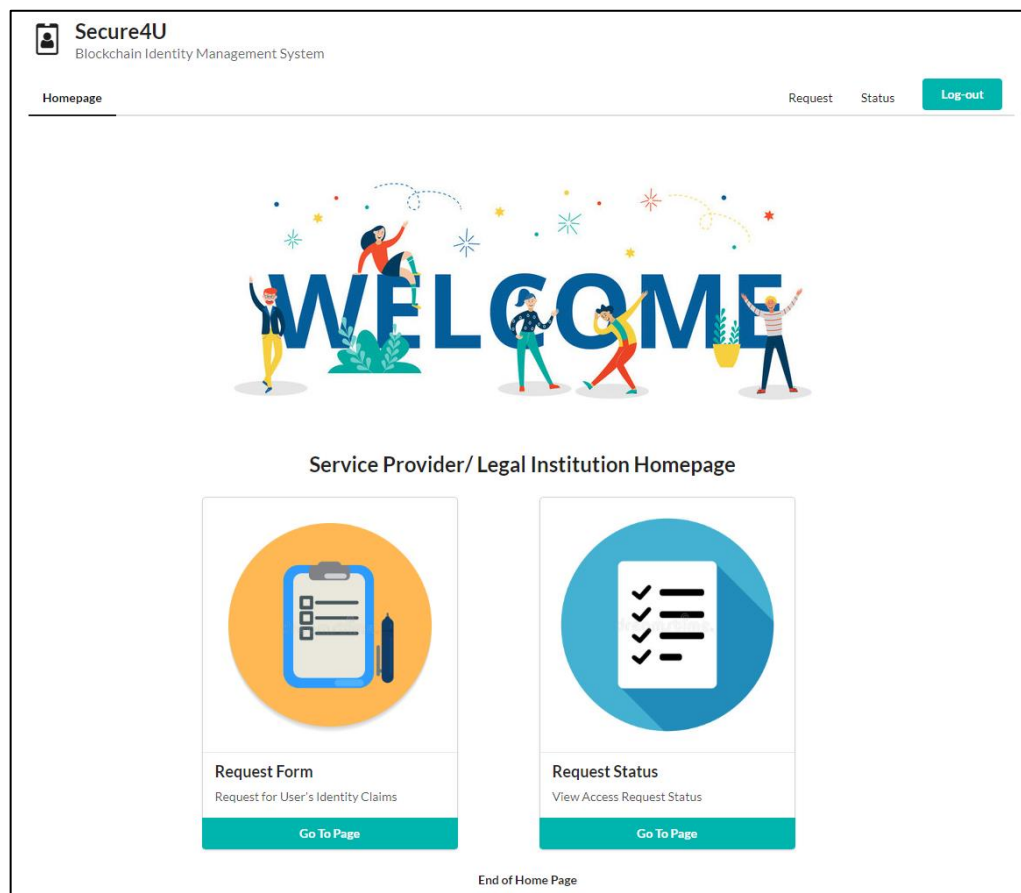 Secure4U
Blockchain Identity Management System
Homepage
Request
Status
Log-out
WELCOME
Service Provider/ Legal Institution Homepage
Request Form
Request for User's Identity Claims
Go To Page
Request Status
View Access Request Status
Go To Page
End of Home Page